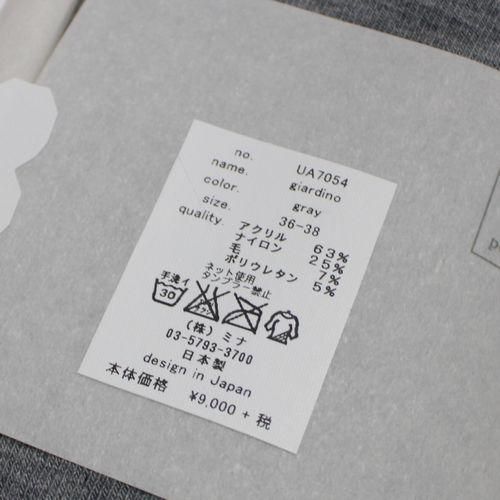 no. UA7054
name. giardino
color. gray
size. 36-38
quality. アクリル 63%
ナイロン 25%
毛 7%
ポリウレタン 5%
ネット使用
タンブラー禁止
手洗イ
30
(株) ミナ
03-5793-3700
日本製
design in Japan
本体価格 ¥9,000 + 税
p